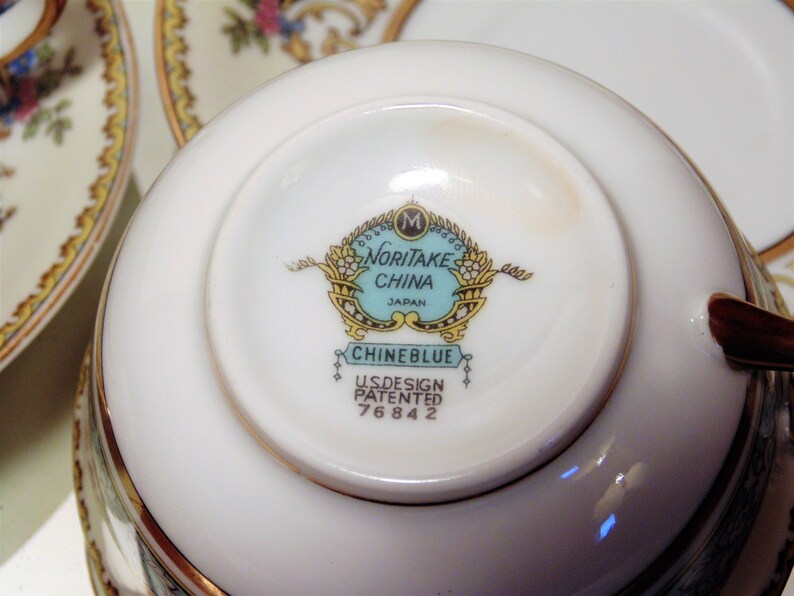 M
NORITAKE
CHINA
JAPAN
CHINEBLUE
U.S.DESIGN
PATENTED
76842